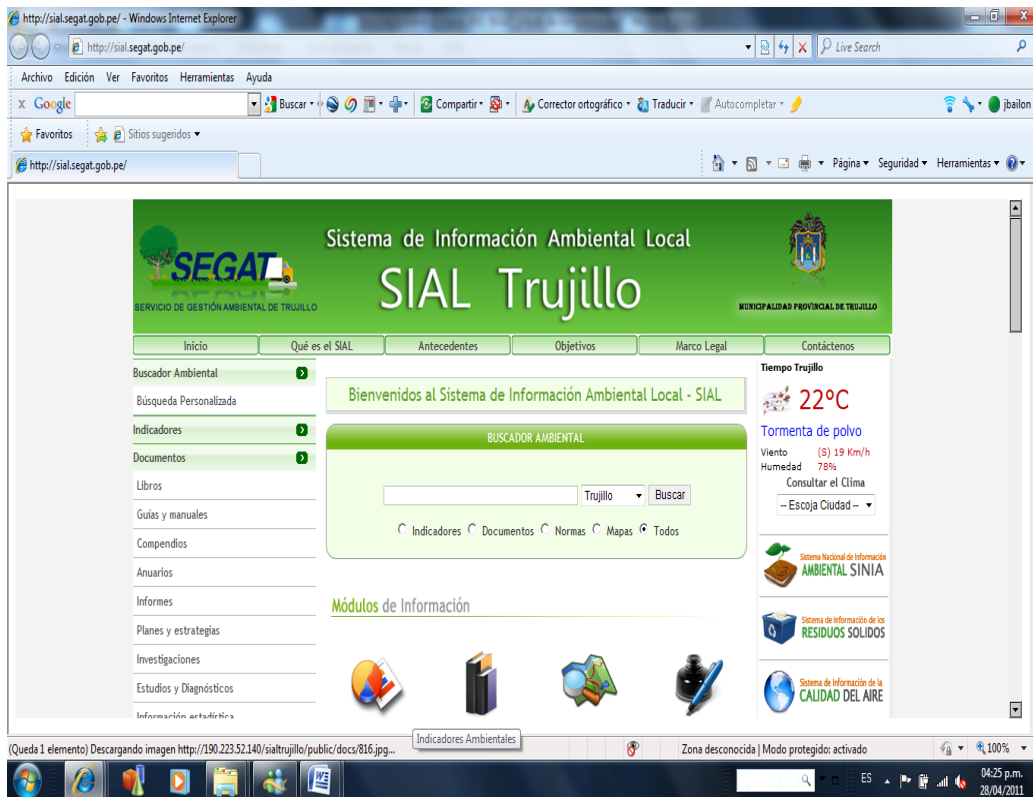 http://sial.segat.gob.pe/ - Windows Internet Explorer
http://sial.segat.gob.pe/
Live Search
Archivo Edición Ver Favoritos Herramientas Ayuda
x Google Buscar Compartir Corrector ortográfico Traducir Autocompletar jbailon
Favoritos Sitios sugeridos
http://sial.segat.gob.pe/ Página Seguridad Herramientas
SEGAT
SERVICIO DE GESTIÓN AMBIENTAL DE TRUJILLO
Sistema de Información Ambiental Local
SIAL Trujillo
MUNICIPALIDAD PROVINCIAL DE TRUJILLO
Inicio Qué es el SIAL Antecedentes Objetivos Marco Legal Contáctenos
Buscador Ambiental
Búsqueda Personalizada
Indicadores
Documentos
Libros
Guías y manuales
Compendios
Anuarios
Informes
Planes y estrategias
Investigaciones
Estudios y Diagnósticos
Información estadística
Bienvenidos al Sistema de Información Ambiental Local - SIAL
BUSCADOR AMBIENTAL
Trujillo Buscar
Indicadores Documentos Normas Mapas Todos
Módulos de Información
Indicadores Ambientales
Tiempo Trujillo
22ºC
Tormenta de polvo
Viento (S) 19 Km/h
Humedad 78%
Consultar el Clima
-- Escoja Ciudad --
Sistema Nacional de Información
AMBIENTAL SINIA
Sistema de Información de los
RESIDUOS SOLIDOS
Sistema de Información de la
CALIDAD DEL AIRE
(Queda 1 elemento) Descargando imagen http://190.223.52.140/sialtrujillo/public/docs/816.jpg... Zona desconocida | Modo protegido: activado 100%
ES 04:25 p.m.
28/04/2011